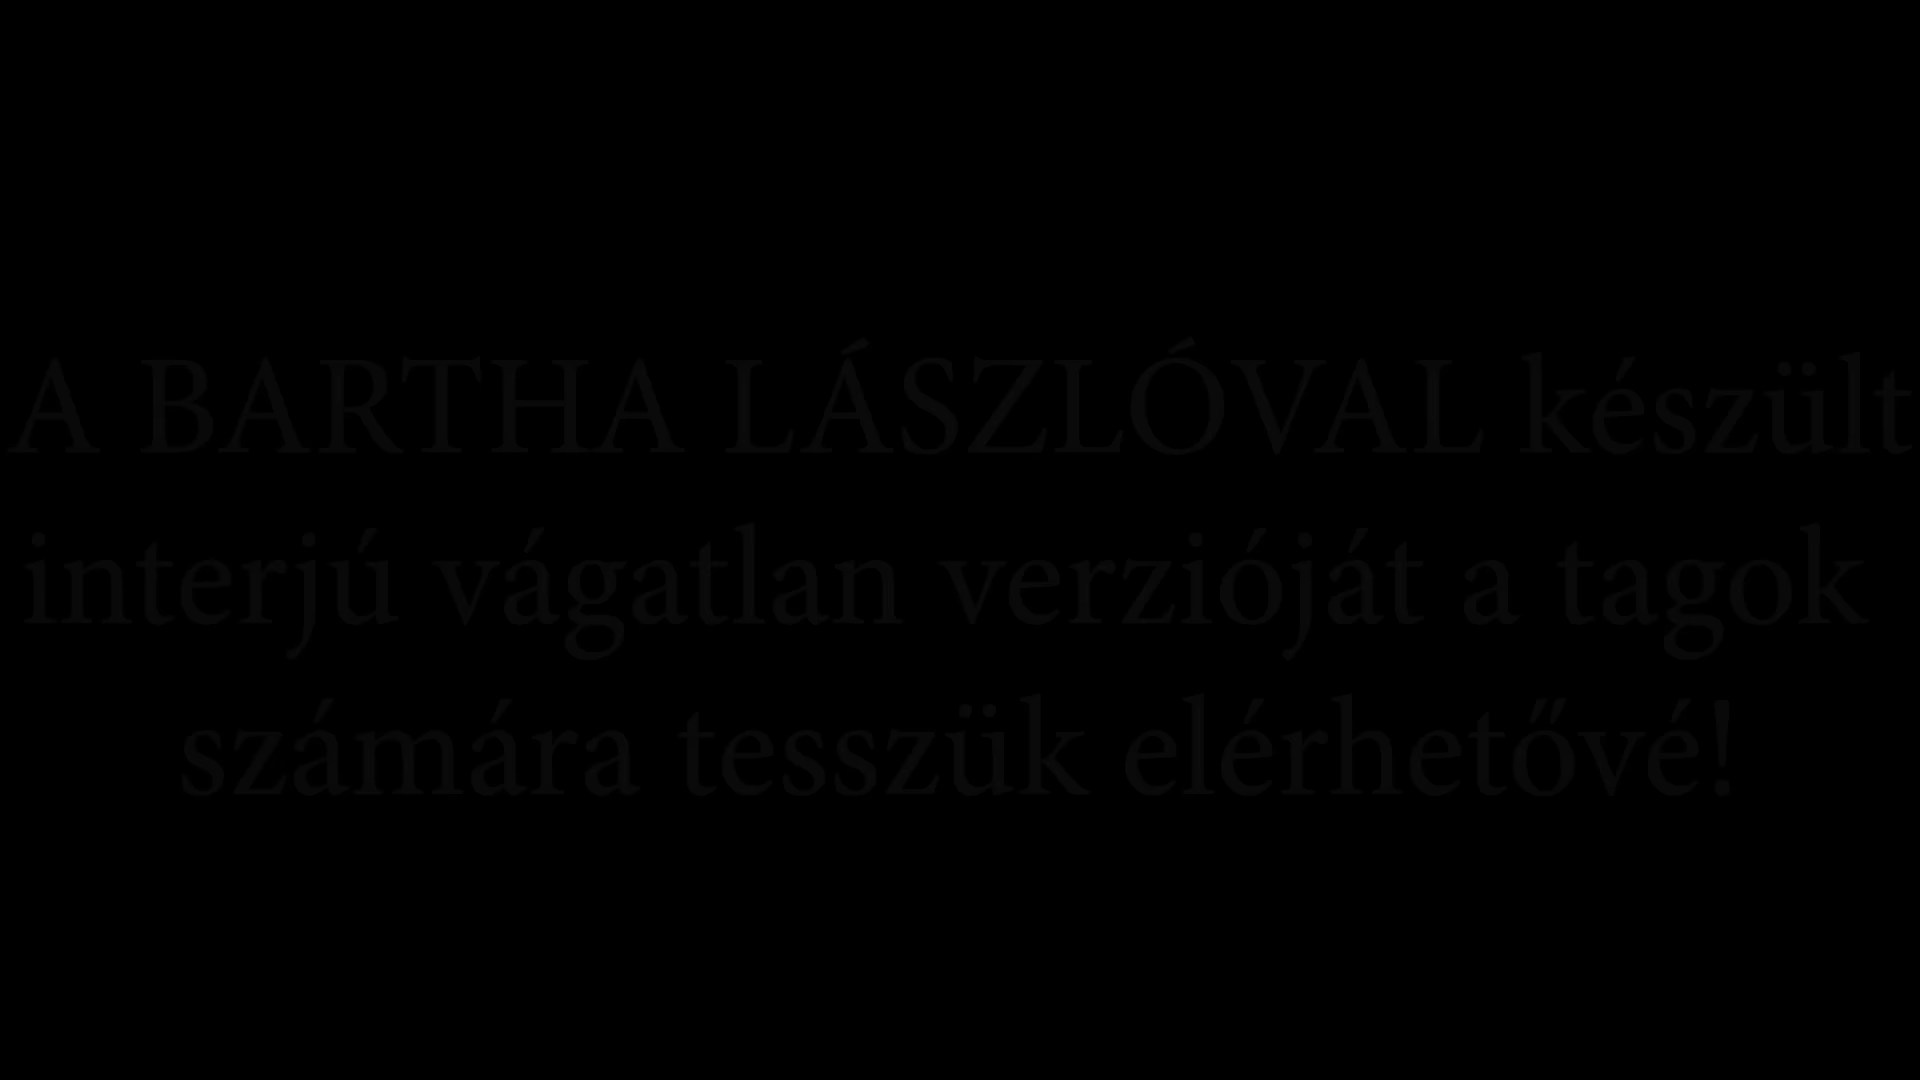 A BARTHA LÁSZLÓVAL készült
interjú vágatlan verzióját a tagok
számára tesszük elérhetővé!